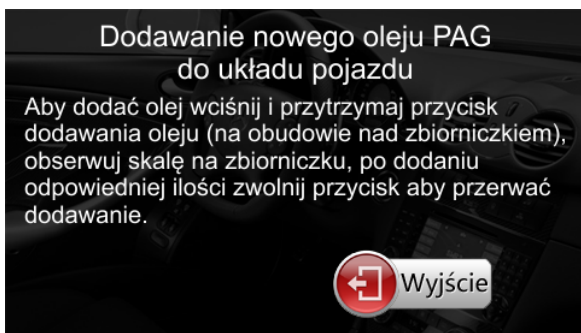 Dodawanie nowego oleju PAG
do układu pojazdu
Aby dodać olej wciśnij i przytrzymaj przycisk
dodawania oleju (na obudowie nad zbiorniczkiem),
obserwuj skalę na zbiorniczku, po dodaniu
odpowiedniej ilości zwolnij przycisk aby przerwać
dodawanie.
Wyjście